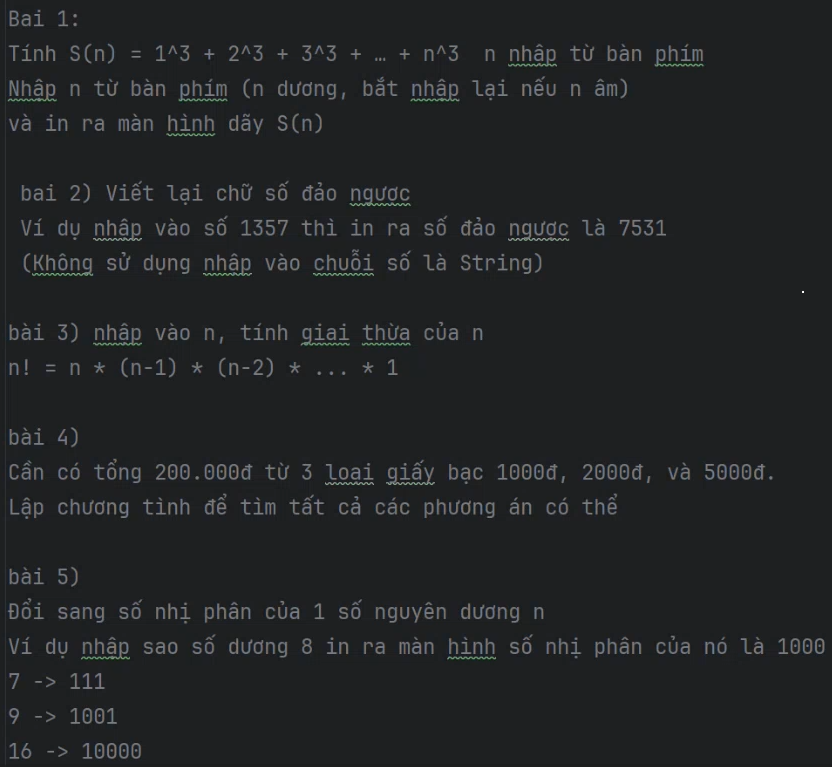 Bai 1:
Tính S(n) = 1^3 + 2^3 + 3^3 + … + n^3  n nhập từ bàn phím
Nhập n từ bàn phím (n dương, bắt nhập lại nếu n âm)
và in ra màn hình dãy S(n)
bai 2) Viết lại chữ số đảo ngược
Ví dụ nhập vào số 1357 thì in ra số đảo ngược là 7531
(Không sử dụng nhập vào chuỗi số là String)
bài 3) nhập vào n, tính giai thừa của n
n! = n * (n-1) * (n-2) * ... * 1
bài 4)
Cần có tổng 200.000đ từ 3 loại giấy bạc 1000đ, 2000đ, và 5000đ.
Lập chương tình để tìm tất cả các phương án có thể
bài 5)
Đổi sang số nhị phân của 1 số nguyên dương n
Ví dụ nhập sao số dương 8 in ra màn hình số nhị phân của nó là 1000
7 -> 111
9 -> 1001
16 -> 10000